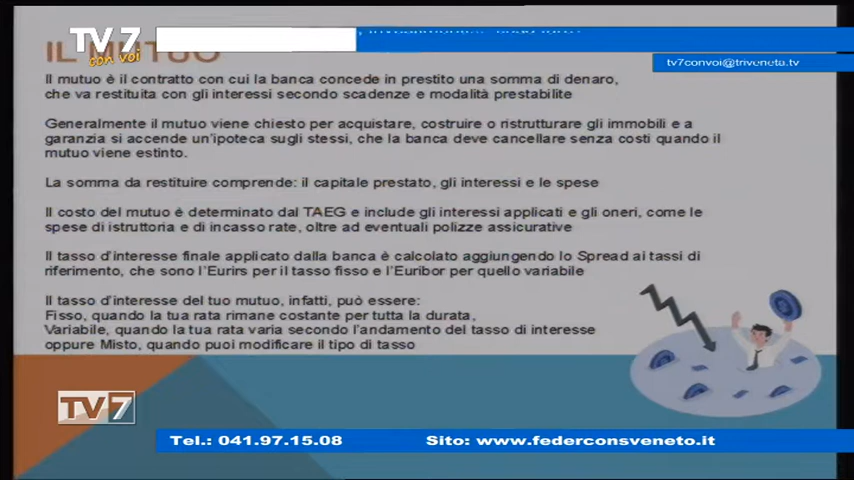 TV7
con voi
IL MUTUO
tv7convoi@triveneto.tv
Il mutuo è il contratto con cui la banca concede in prestito una somma di denaro,
che va restituita con gli interessi secondo scadenze e modalità prestabilite
Generalmente il mutuo viene chiesto per acquistare, costruire o ristrutturare gli immobili e a
garanzia si accende un'ipoteca sugli stessi, che la banca deve cancellare senza costi quando il
mutuo viene estinto.
La somma da restituire comprende: il capitale prestato, gli interessi e le spese
Il costo del mutuo è determinato dal TAEG e include gli interessi applicati e gli oneri, come le
spese di istruttoria e di incasso rate, oltre ad eventuali polizze assicurative
Il tasso d'interesse finale applicato dalla banca è calcolato aggiungendo lo Spread ai tassi di
riferimento, che sono l'Eurirs per il tasso fisso e l'Euribor per quello variabile
Il tasso d'interesse del tuo mutuo, infatti, può essere:
Fisso, quando la tua rata rimane costante per tutta la durata,
Variabile, quando la tua rata varia secondo l'andamento del tasso di interesse
oppure Misto, quando puoi modificare il tipo di tasso
TV7
Tel.: 041.97.15.08 Sito: www.federconsveneto.it